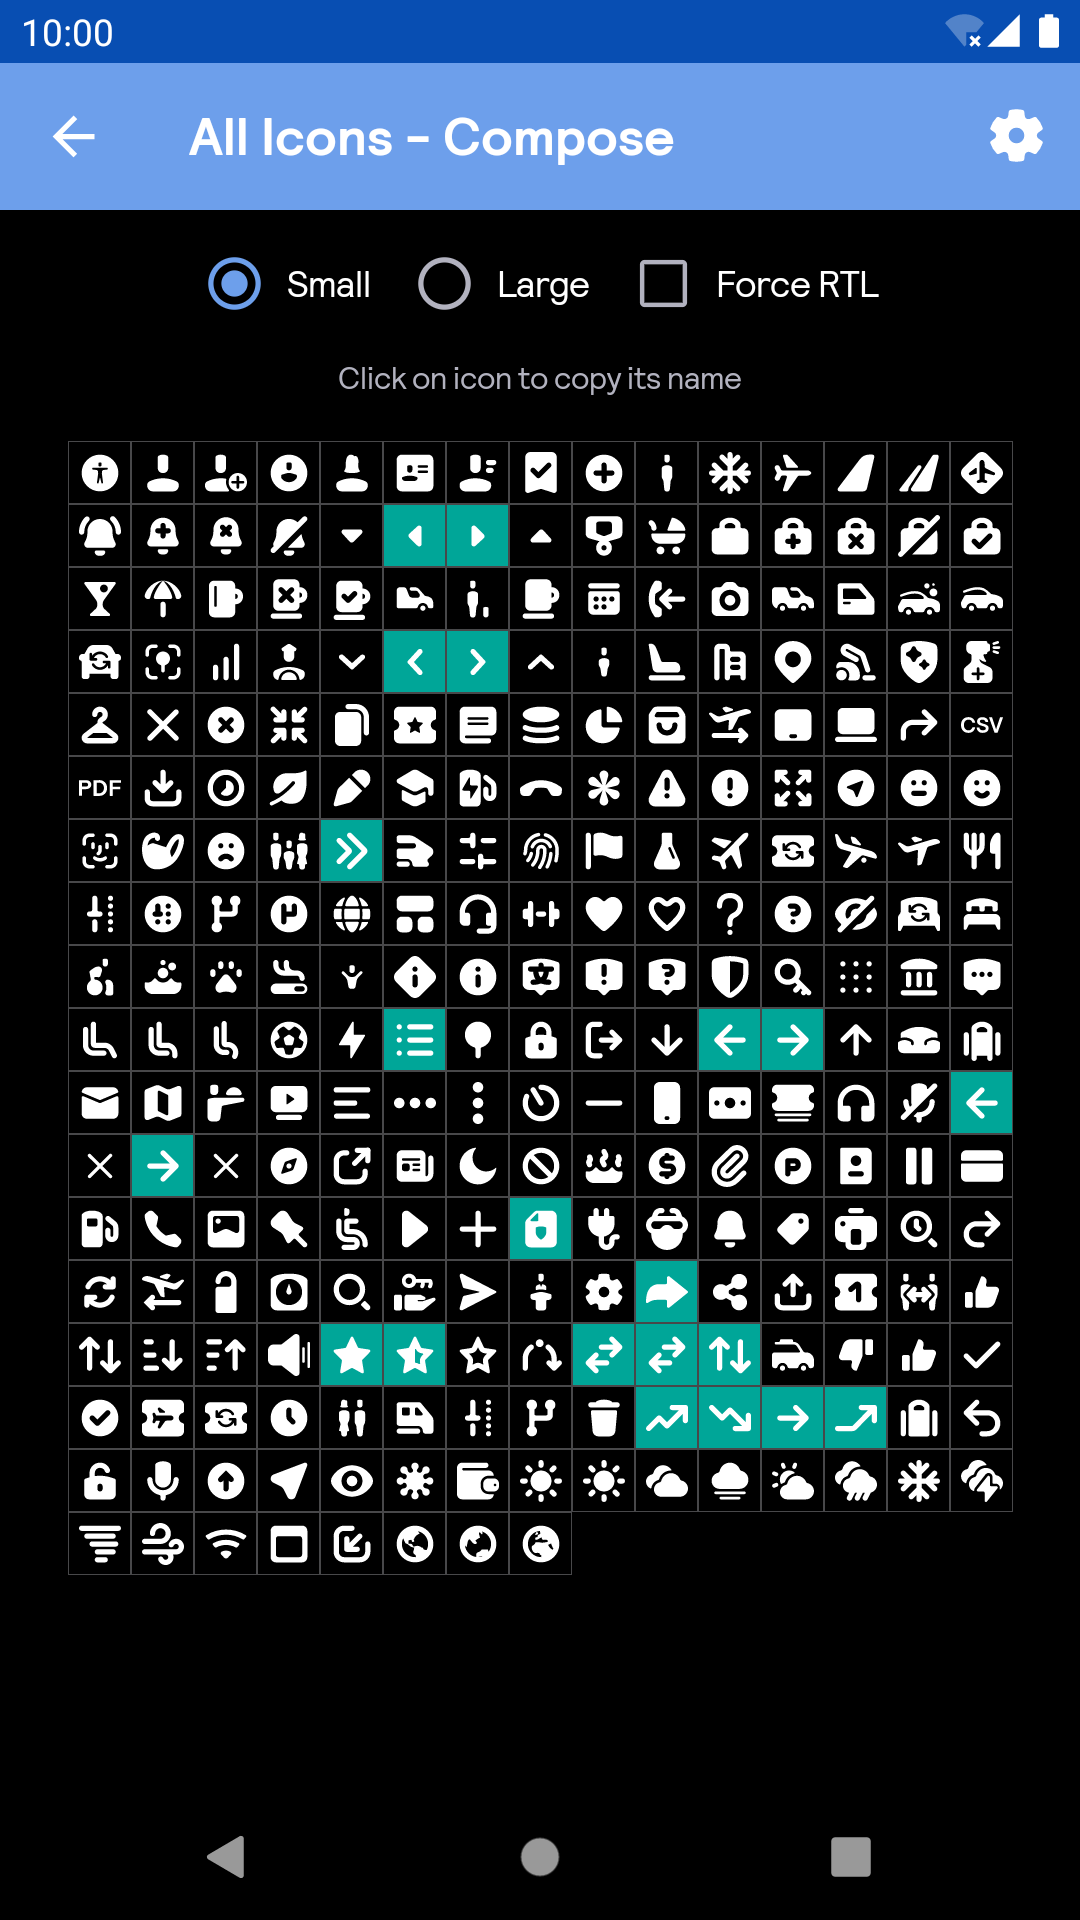 10:00
All Icons - Compose
Small
Large
Force RTL
Click on icon to copy its name
CSV
PDF